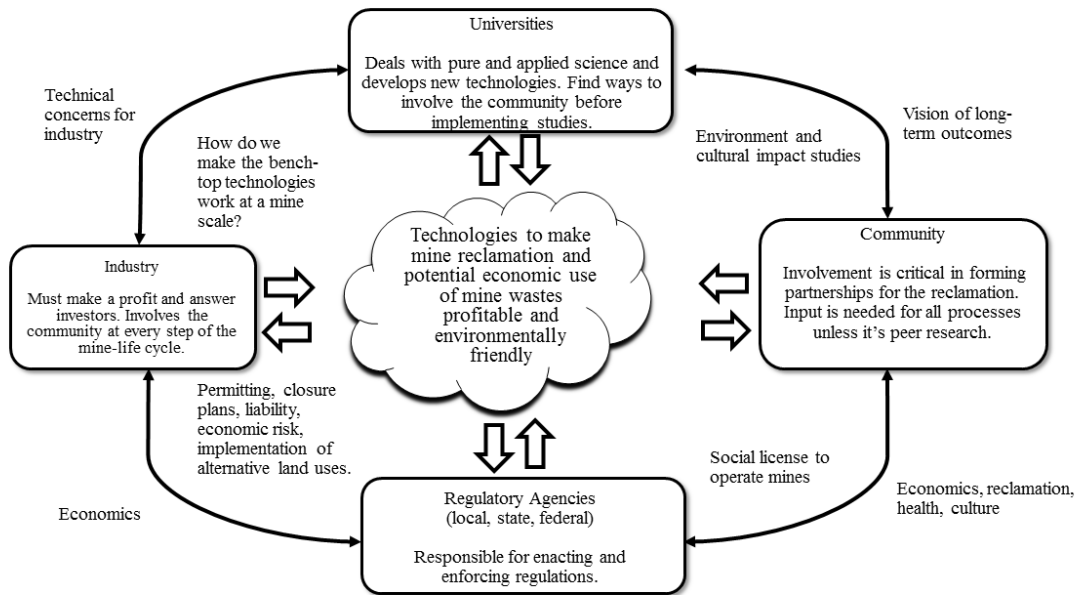 Universities
Deals with pure and applied science and
develops new technologies. Find ways to
involve the community before
implementing studies.
Technical
concerns for
industry
How do we
make the bench-
top technologies
work at a mine
scale?
Environment and
cultural impact studies
Vision of long-
term outcomes
Industry
Must make a profit and answer
investors. Involves the
community at every step of the
mine-life cycle.
Technologies to make
mine reclamation and
potential economic use
of mine wastes
profitable and
environmentally
friendly
Community
Involvement is critical in forming
partnerships for the reclamation.
Input is needed for all processes
unless it’s peer research.
Permitting, closure
plans, liability,
economic risk,
implementation of
alternative land uses.
Economics
Social license to
operate mines
Economics, reclamation,
health, culture
Regulatory Agencies
(local, state, federal)
Responsible for enacting and
enforcing regulations.